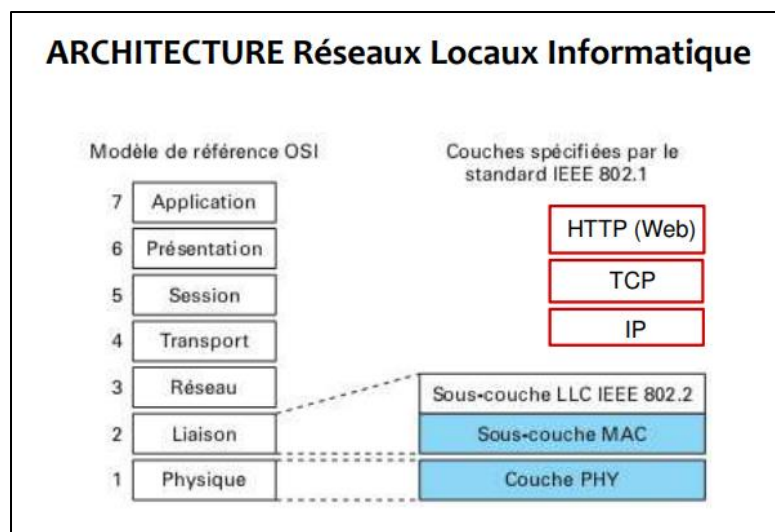 ARCHITECTURE Réseaux Locaux Informatique
Modèle de référence OSI
7 Application
6 Présentation
5 Session
4 Transport
3 Réseau
2 Liaison
1 Physique
Couches spécifiées par le
standard IEEE 802.1
HTTP (Web)
TCP
IP
Sous-couche LLC IEEE 802.2
Sous-couche MAC
Couche PHY